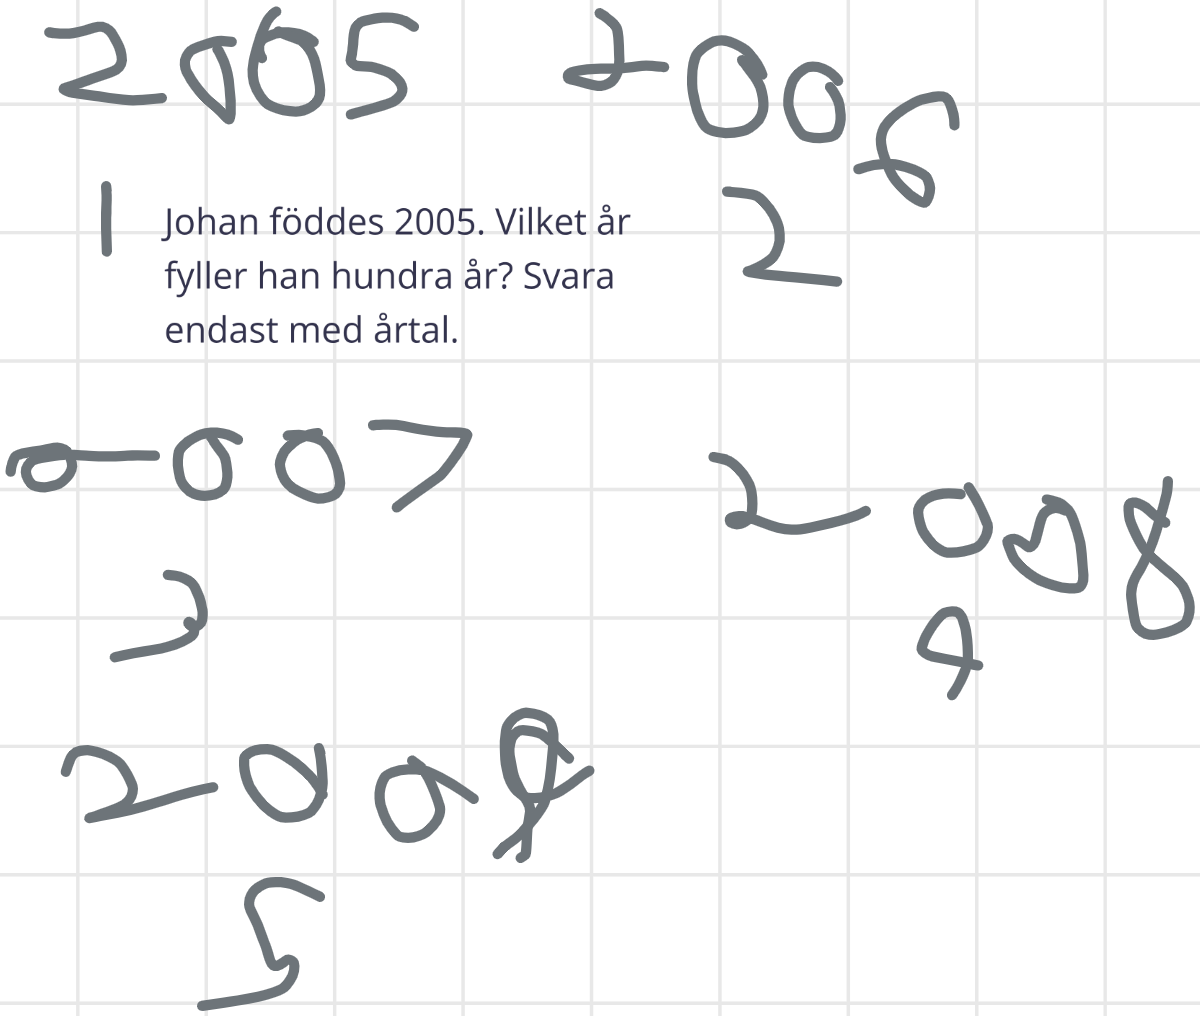 2005 2006
1 Johan föddes 2005. Vilket år
fyller han hundra år? Svara
endast med årtal.
2
2007 2008
3 4
2009
5